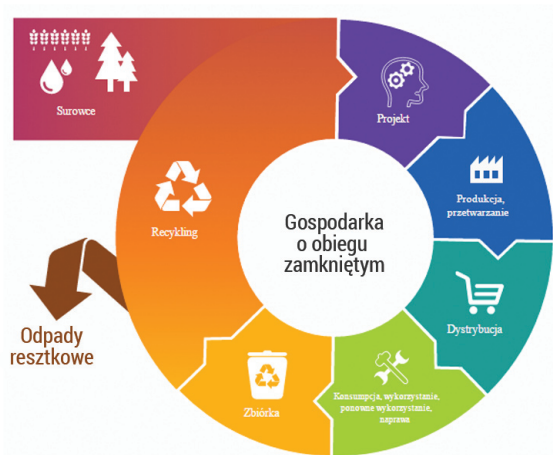 Surowce
Projekt
Produkcja,
przetwarzanie
Dystrybucja
Konsumpcja, wykorzystanie,
ponowne wykorzystanie,
naprawa
Zbiórka
Recykling
Odpady
resztkowe
Gospodarka
o obiegu
zamkniętym